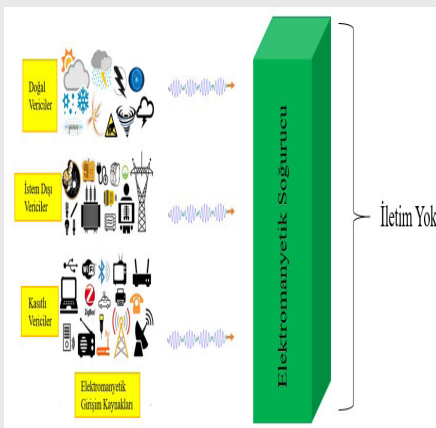 Doğal
Vericiler
İstem Dışı
Vericiler
Kasıtlı
Vericiler
Elektromanyetik
Girişim Kaynakları
Elektromanyetik Soğurucu
İletim Yok